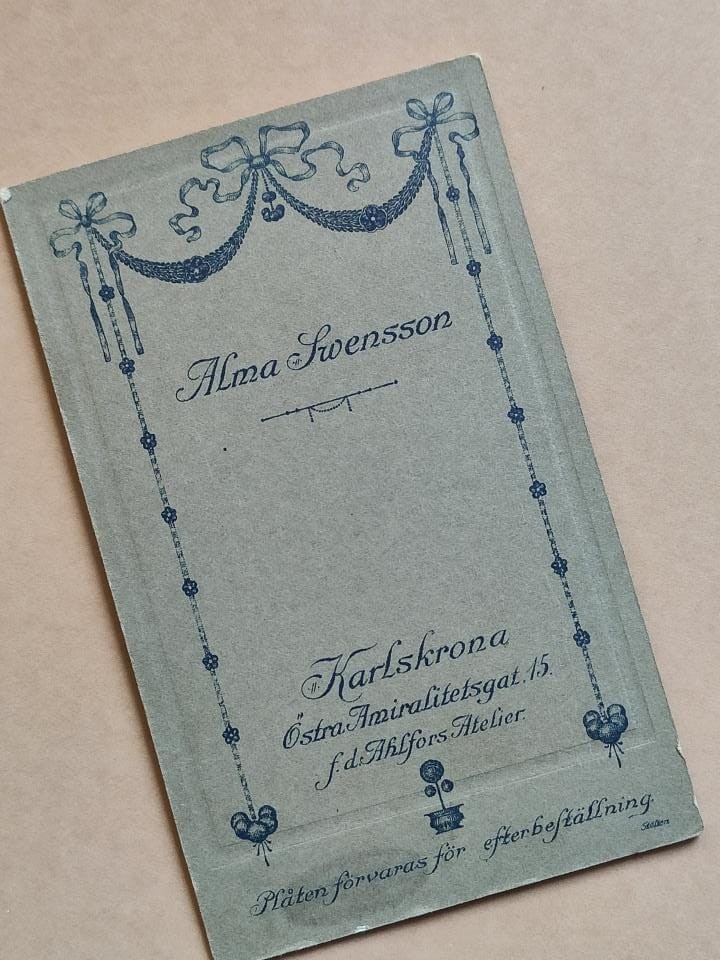 Alma Swensson
Karlskrona
Östra Amiralitetsgat. 15.
f. d. Ahlfors Atelier.
Plåten förvaras för efterbeställning.